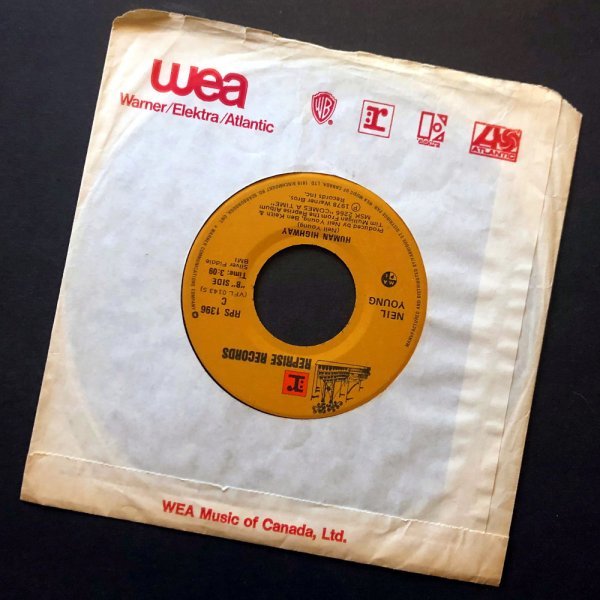 wea
Warner/Elektra/Atlantic
WB
r
ATLANTIC
REPRISE RECORDS
r
RPS 1396
C
(VFL 0143 S)
"B" SIDE
Time: 3:09
Silver Fiddle
BMI
NEIL
YOUNG
HUMAN HIGHWAY
(Neil Young)
Produced by Neil Young, Ben Keith &
Tim Mulligan From the Reprise Album
MSK 2266 "COMES A TIME"
℗ 1978 Warner Bros.
Records Inc.
WEA Music of Canada, Ltd.